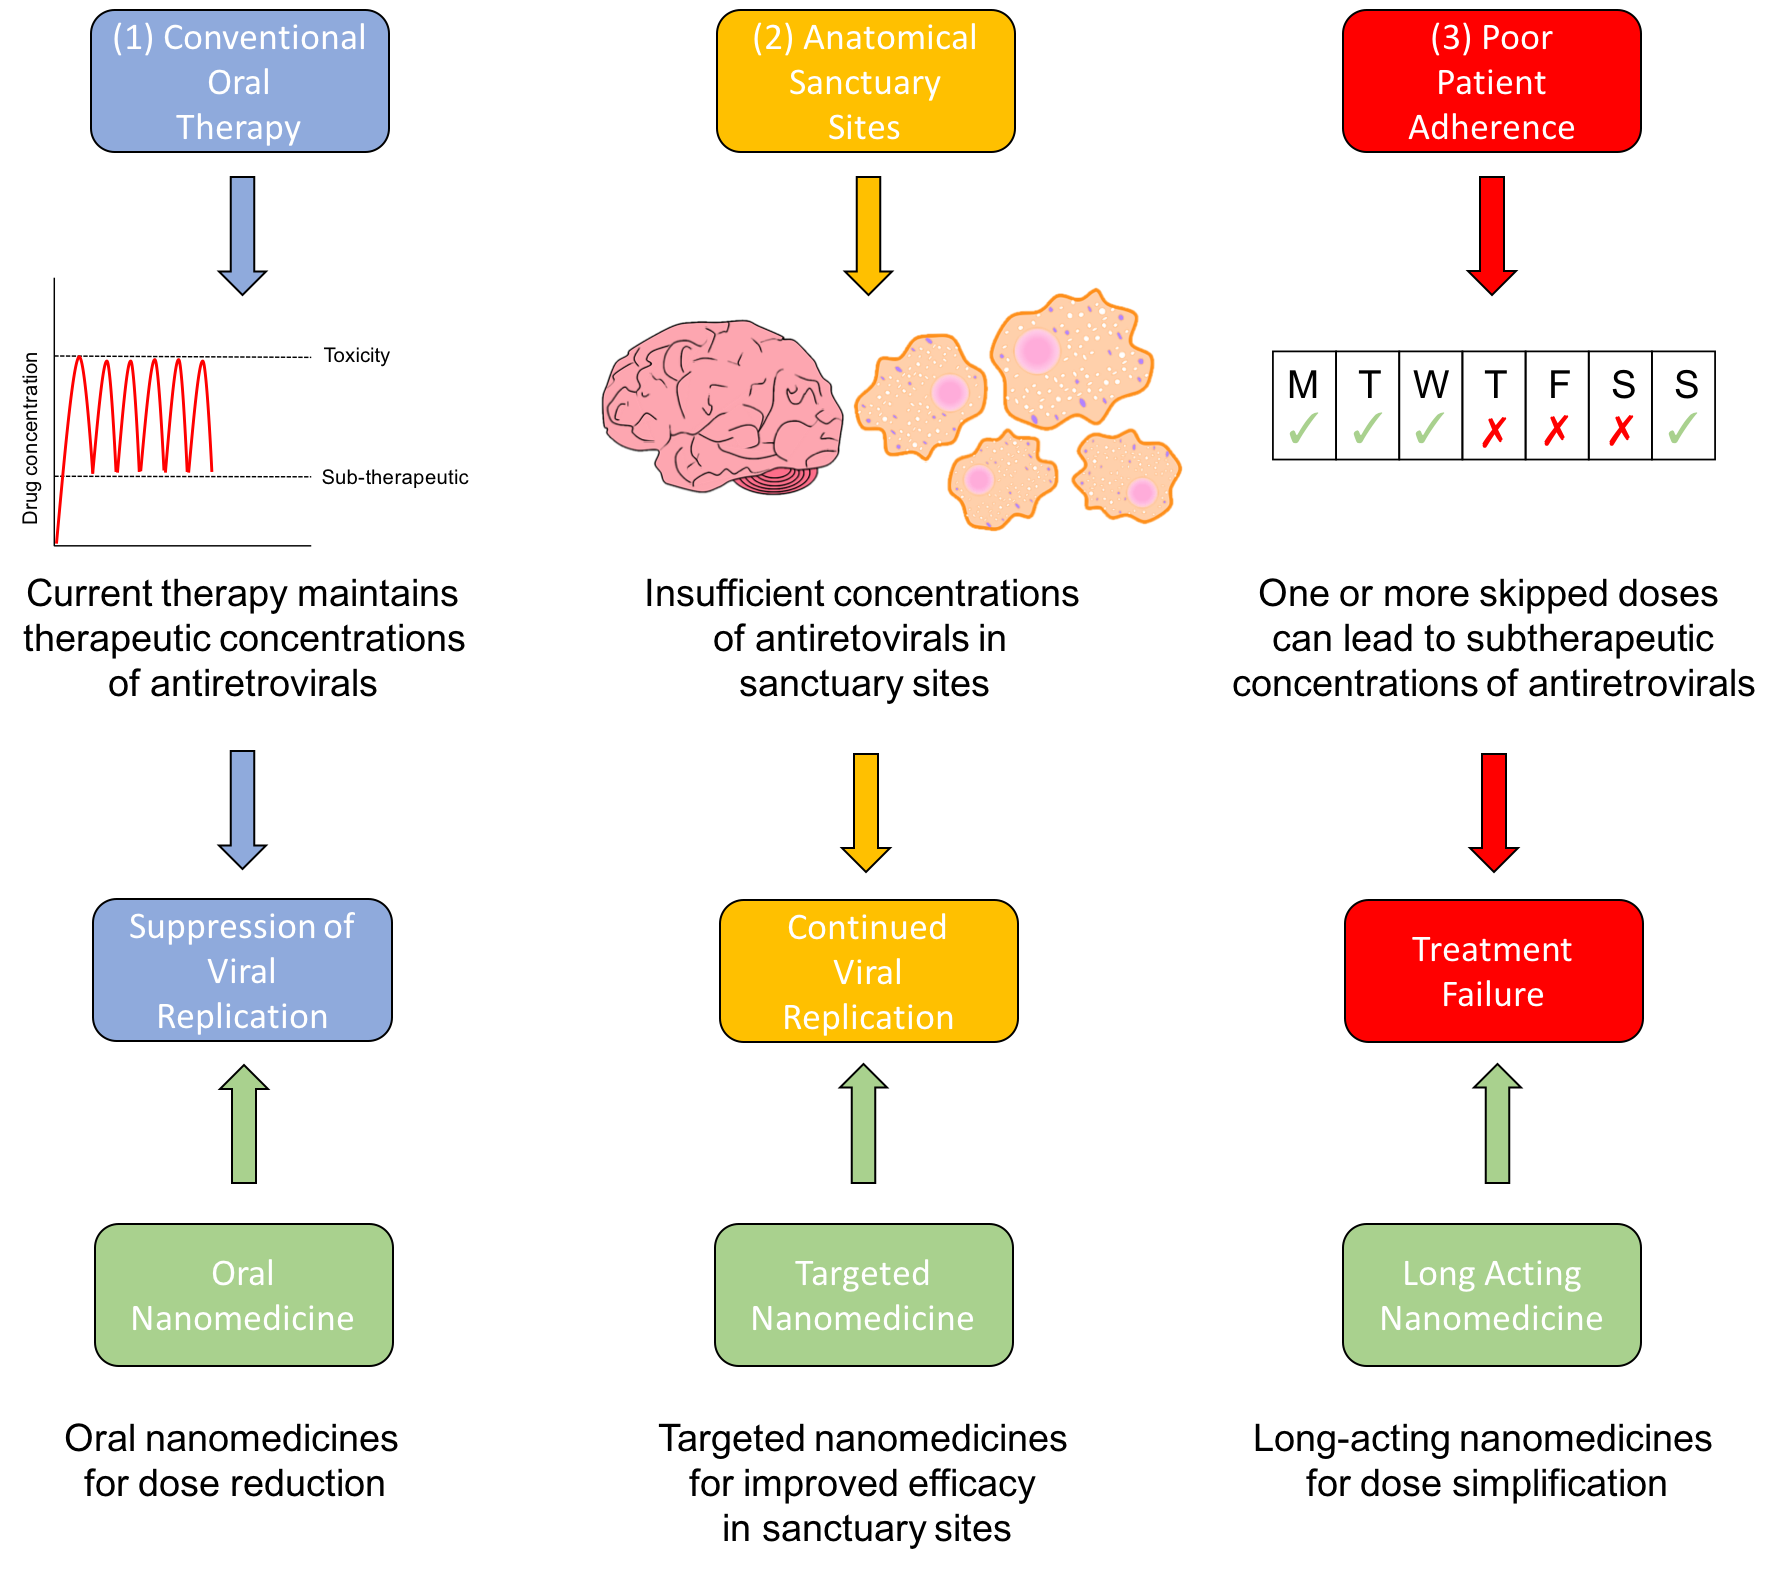 (1) Conventional
Oral
Therapy
(2) Anatomical
Sanctuary
Sites
(3) Poor
Patient
Adherence
Drug concentration
Toxicity
Sub-therapeutic
M T W T F S S
✓ ✓ ✓ ✗ ✗ ✗ ✓
Current therapy maintains
therapeutic concentrations
of antiretrovirals
Insufficient concentrations
of antiretovirals in
sanctuary sites
One or more skipped doses
can lead to subtherapeutic
concentrations of antiretrovirals
Suppression of
Viral
Replication
Continued
Viral
Replication
Treatment
Failure
Oral
Nanomedicine
Targeted
Nanomedicine
Long Acting
Nanomedicine
Oral nanomedicines
for dose reduction
Targeted nanomedicines
for improved efficacy
in sanctuary sites
Long-acting nanomedicines
for dose simplification